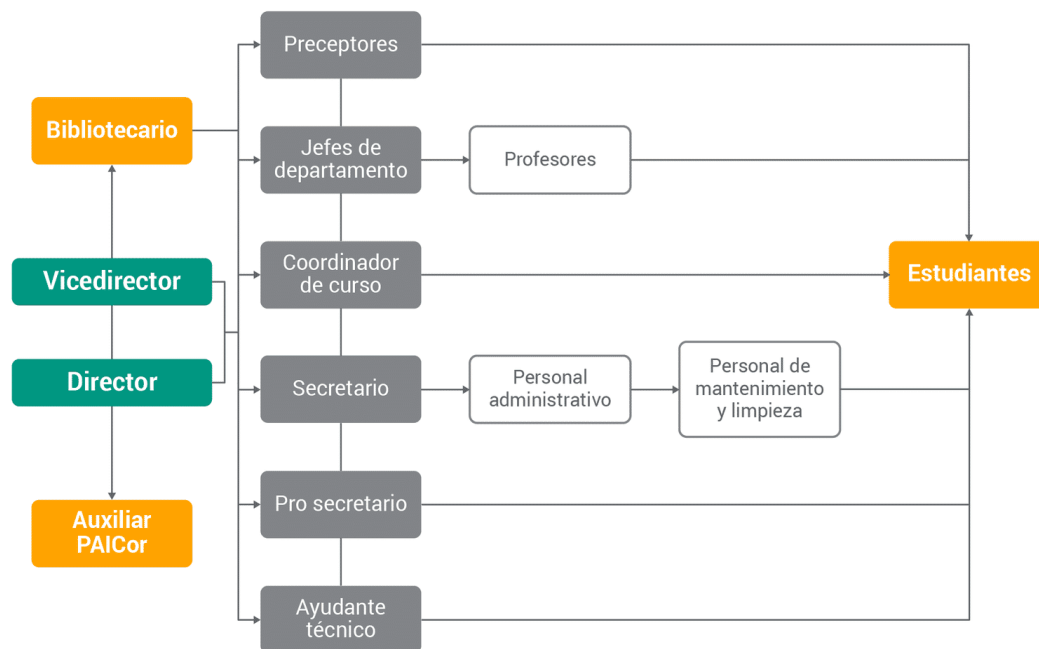 Preceptores
Bibliotecario
Jefes de
departamento
Profesores
Vicedirector
Coordinador
de curso
Estudiantes
Director
Secretario
Personal
administrativo
Personal de
mantenimiento
y limpieza
Auxiliar
PAICor
Pro secretario
Ayudante
técnico